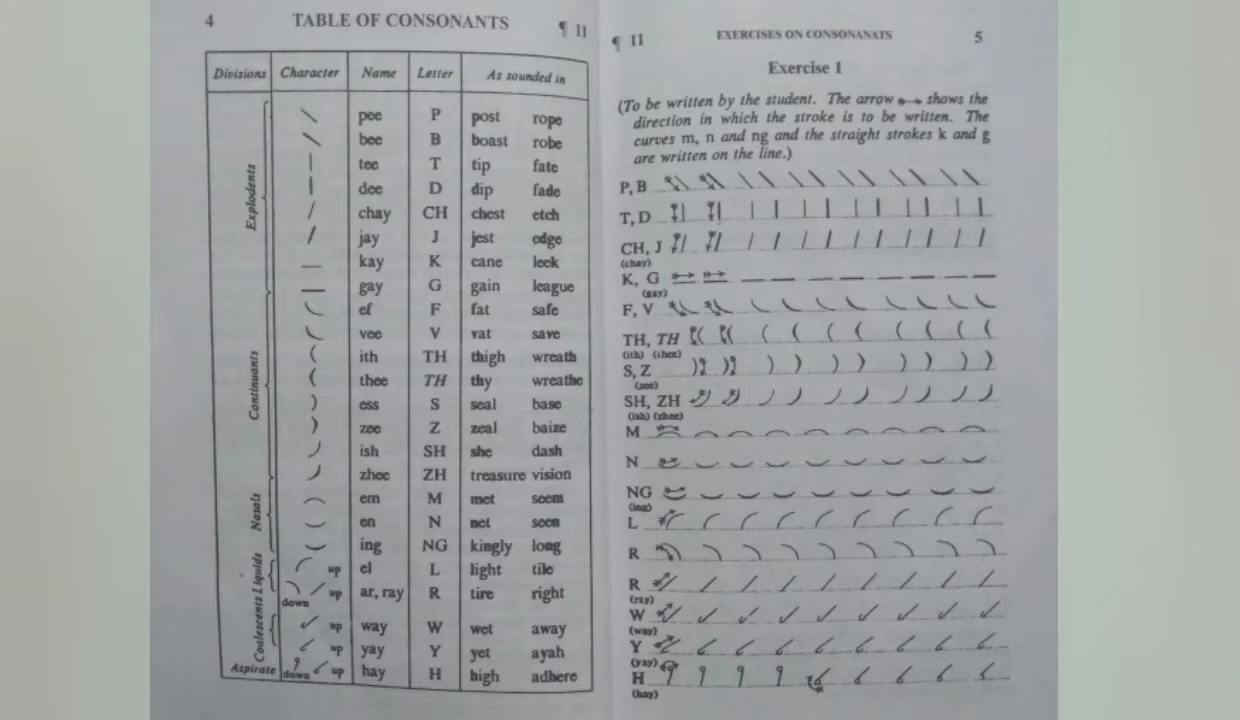 4 TABLE OF CONSONANTS ¶ 11
Divisions Character Name Letter As sounded in
Explodents
pee P post rope
bee B boast robe
tee T tip fate
dee D dip fade
chay CH chest etch
jay J jest edge
kay K cane leek
gay G gain league
Continuants
ef F fat safe
vee V vat save
ith TH thigh wreath
thee TH thy wreathe
ess S seal base
zee Z zeal baize
ish SH she dash
zhee ZH treasure vision
Nasals
em M met seem
en N net seen
ing NG kingly long
Liquids
up el L light tile
down up ar, ray R tire right
Coalescents
up way W wet away
up yay Y yet ayah
Aspirate down up hay H high adhere
¶ 11 EXERCISES ON CONSONANATS 5
Exercise 1
(To be written by the student. The arrow shows the
direction in which the stroke is to be written. The
curves m, n and ng and the straight strokes k and g
are written on the line.)
P, B
T, D
CH, J
(chay)
K, G
(gay)
F, V
TH, TH
(ith) (thee)
S, Z
(zee)
SH, ZH
(ish) (zhee)
M
N
NG
(ing)
L
R
R
(ray)
W
(way)
Y
(yay)
H
(hay)